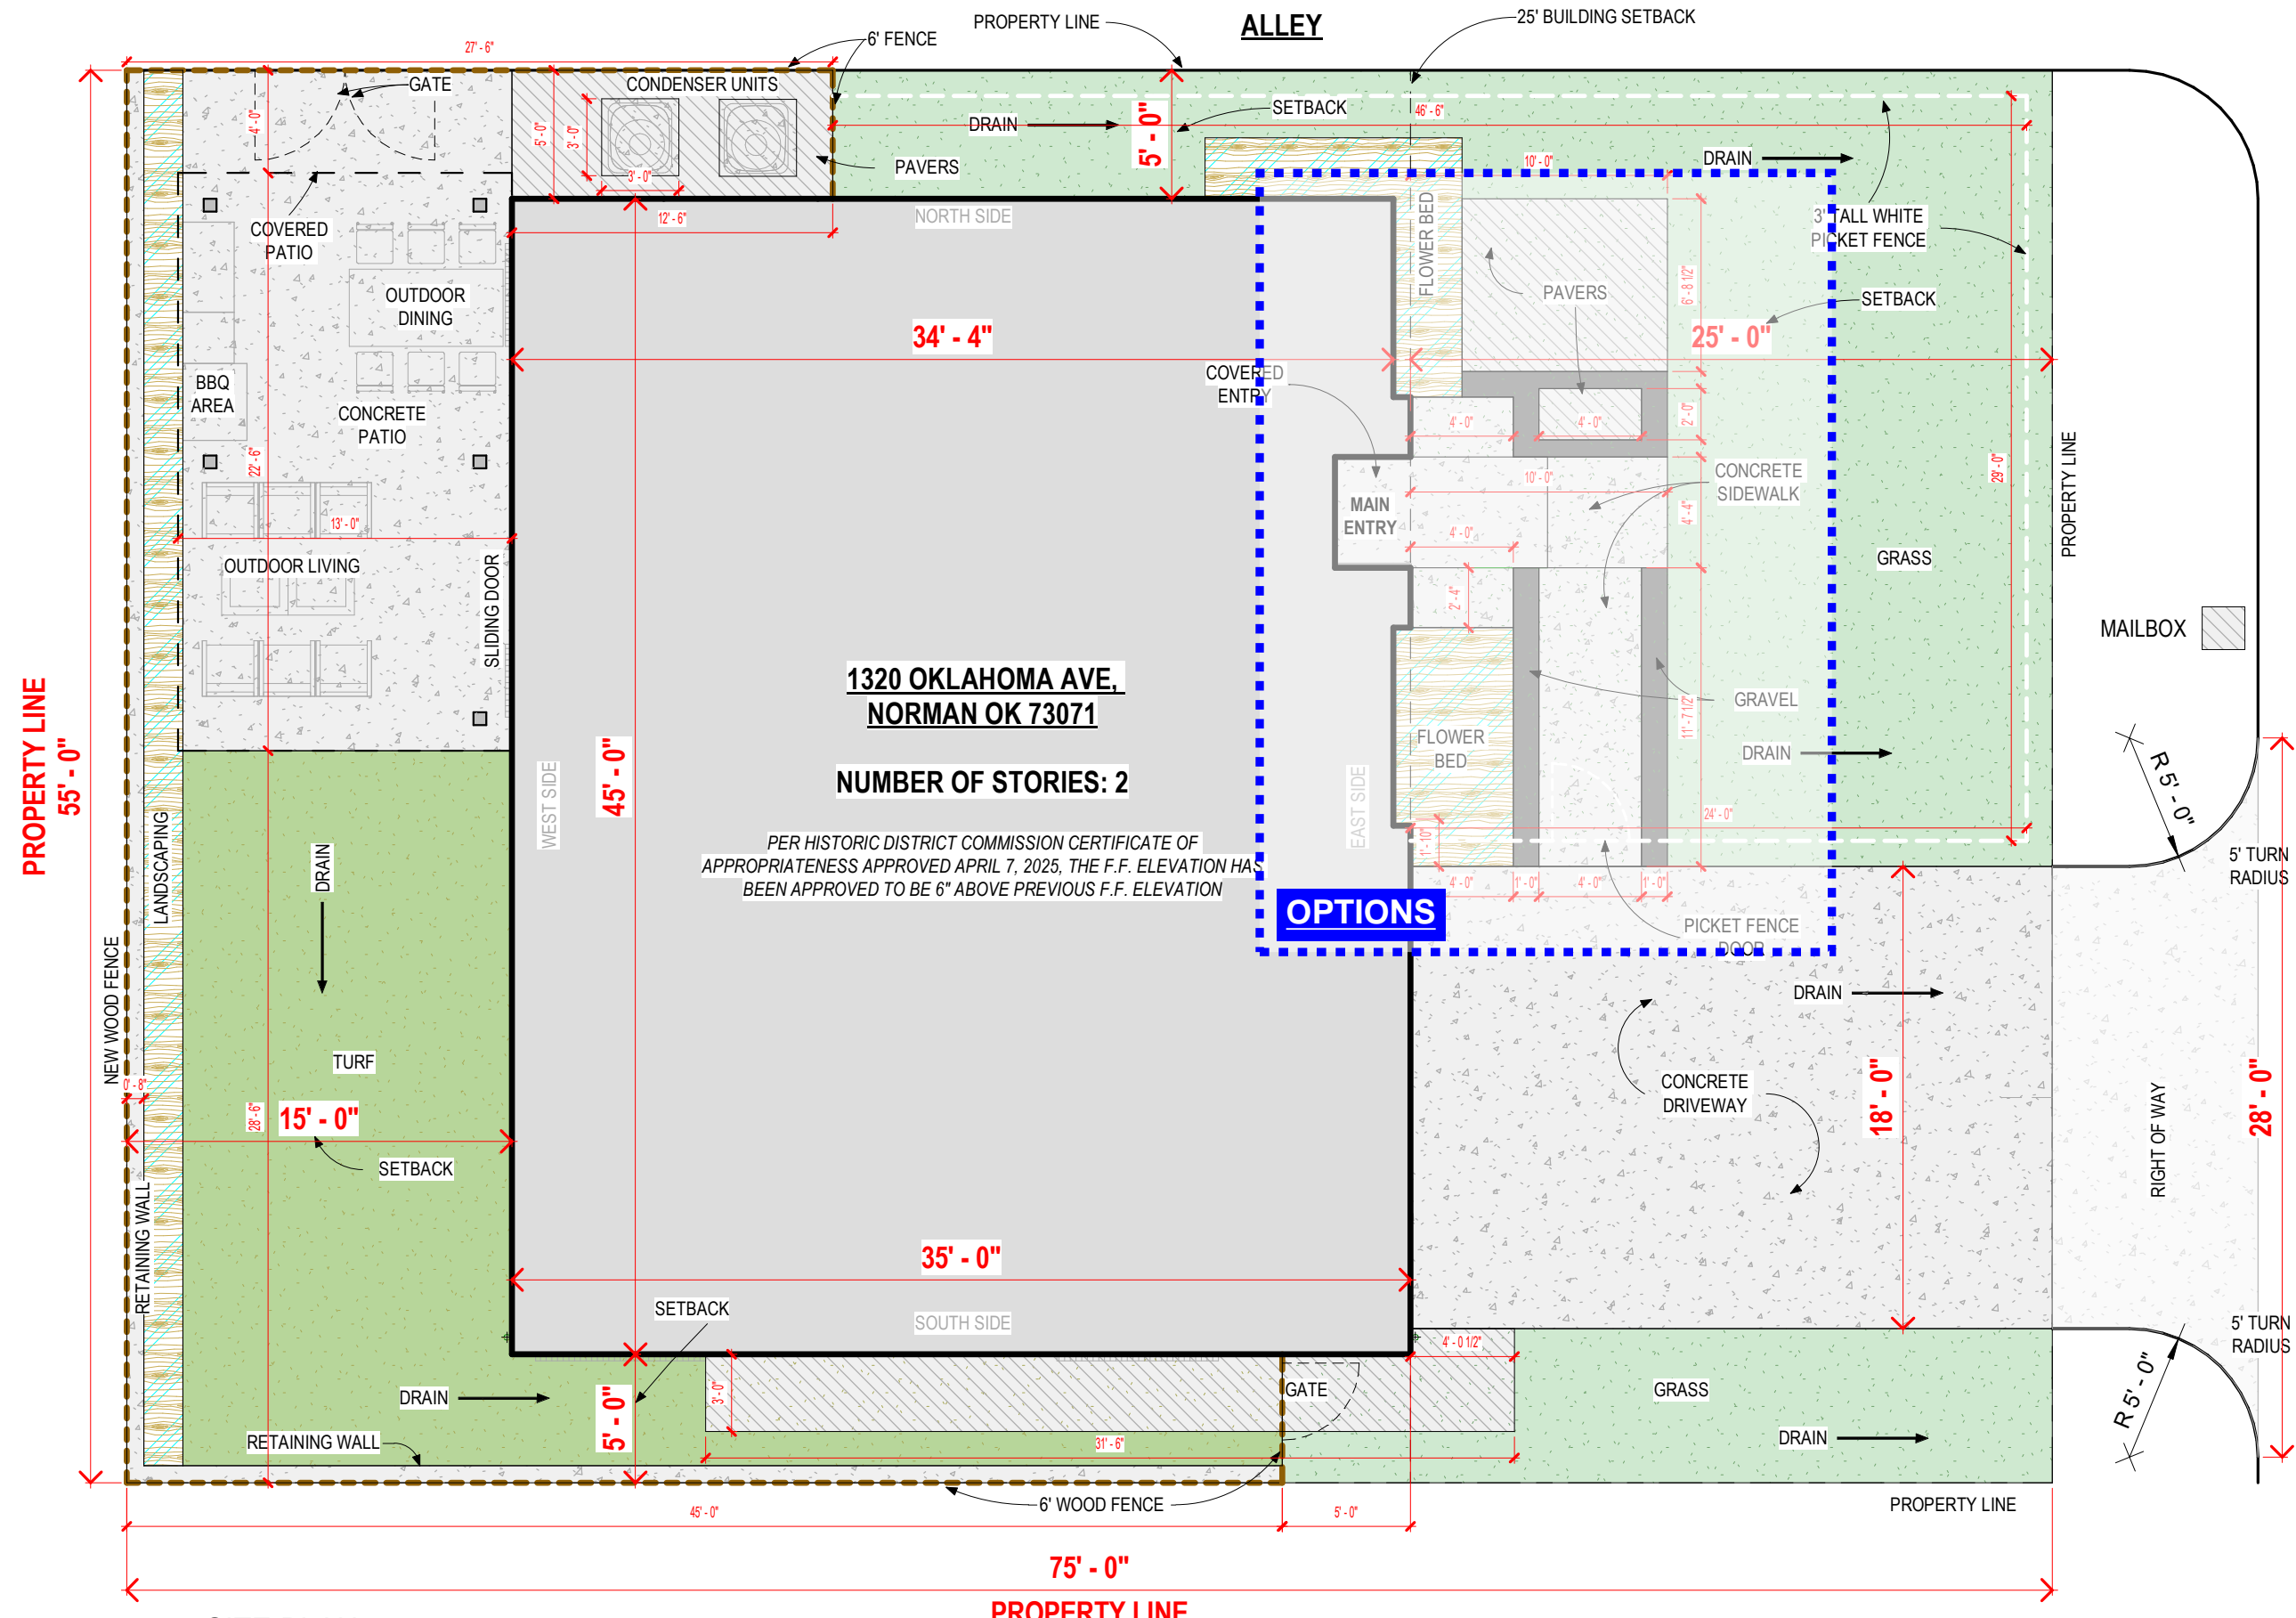 ALLEY
PROPERTY LINE
25' BUILDING SETBACK
27' - 6"
6' FENCE
GATE
CONDENSER UNITS
4' - 0"
5' - 0"
3' - 0"
3' - 0"
DRAIN
5' - 0"
SETBACK
46' - 6"
PAVERS
10' - 0"
DRAIN
12' - 6"
NORTH SIDE
COVERED
PATIO
FLOWER BED
3' TALL WHITE
PICKET FENCE
OUTDOOR
DINING
PAVERS
6' - 8 1/2"
SETBACK
34' - 4"
25' - 0"
BBQ
AREA
CONCRETE
PATIO
COVERED
ENTRY
4' - 0"
4' - 0"
2' - 0"
22' - 6"
10' - 0"
CONCRETE
SIDEWALK
29' - 0"
PROPERTY LINE
MAIN
ENTRY
13' - 0"
4' - 0"
4' - 4"
OUTDOOR LIVING
SLIDING DOOR
GRASS
2' - 4"
MAILBOX
1320 OKLAHOMA AVE,
NORMAN OK 73071
PROPERTY LINE
55' - 0"
GRAVEL
11' - 7 1/2"
FLOWER
BED
DRAIN
45' - 0"
NUMBER OF STORIES: 2
WEST SIDE
EAST SIDE
R 5' - 0"
24' - 0"
1' - 10"
PER HISTORIC DISTRICT COMMISSION CERTIFICATE OF
APPROPRIATENESS APPROVED APRIL 7, 2025, THE F.F. ELEVATION HAS
BEEN APPROVED TO BE 6" ABOVE PREVIOUS F.F. ELEVATION
LANDSCAPING
DRAIN
5' TURN
RADIUS
4' - 0"
1' - 0"
4' - 0"
1' - 0"
OPTIONS
PICKET FENCE
DOOR
NEW WOOD FENCE
DRAIN
TURF
0' - 8"
28' - 6"
15' - 0"
CONCRETE
DRIVEWAY
18' - 0"
28' - 0"
RIGHT OF WAY
SETBACK
RETAINING WALL
35' - 0"
SETBACK
SOUTH SIDE
4' - 0 1/2"
5' TURN
RADIUS
3' - 0"
DRAIN
5' - 0"
GATE
GRASS
R 5' - 0"
RETAINING WALL
31' - 6"
DRAIN
6' WOOD FENCE
PROPERTY LINE
45' - 0"
5' - 0"
75' - 0"
PROPERTY LINE